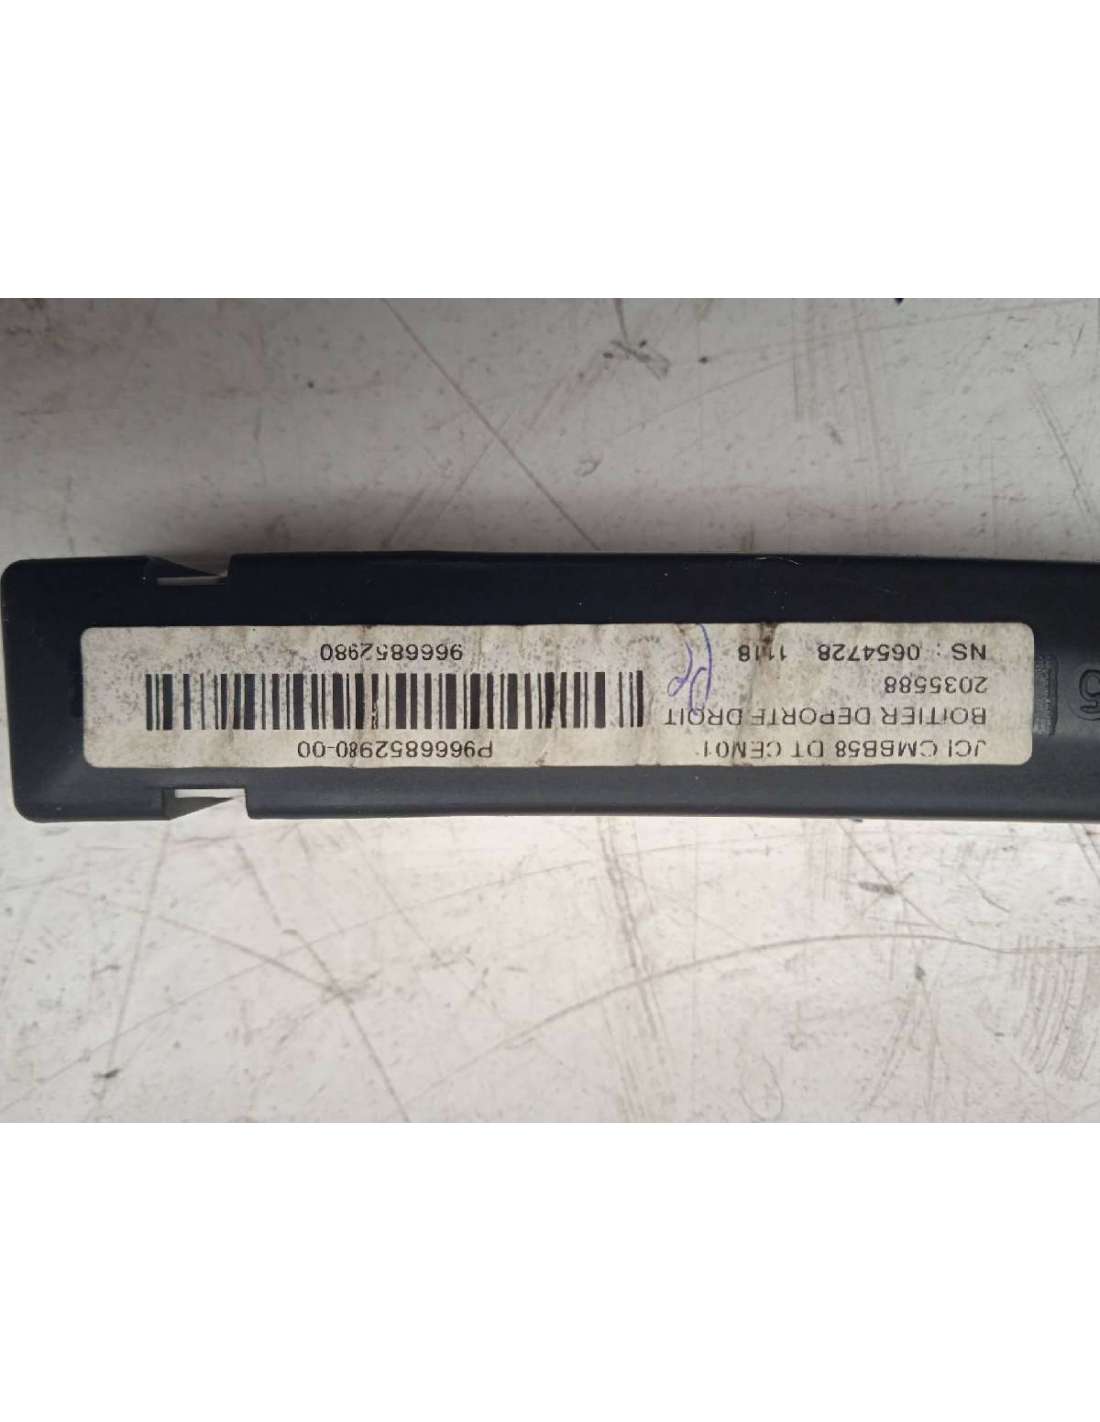 JCI CMBB58 DT CEM01
BOITIER DEPORTE DROIT
2035588
NS : 0654728 1118
P9666852980-00
9666852980